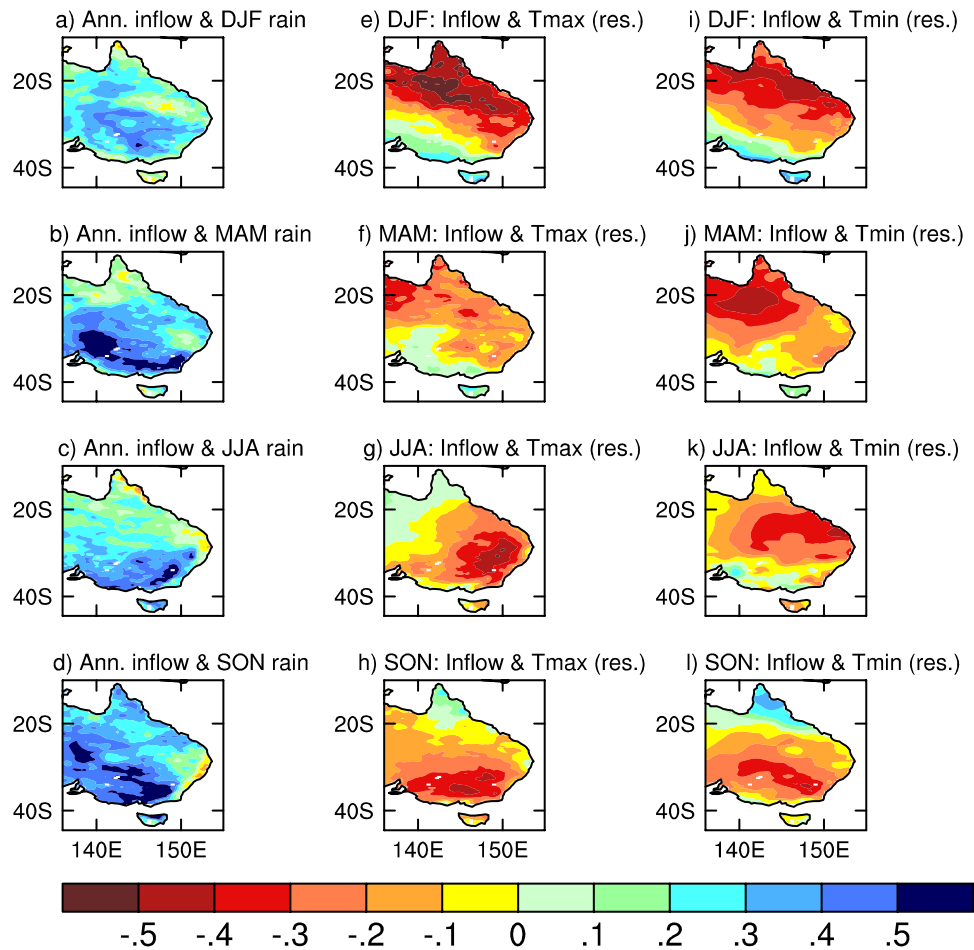 a) Ann. inflow & DJF rain
e) DJF: Inflow & Tmax (res.)
i) DJF: Inflow & Tmin (res.)
20S
20S
20S
40S
40S
40S
b) Ann. inflow & MAM rain
f) MAM: Inflow & Tmax (res.)
j) MAM: Inflow & Tmin (res.)
20S
20S
20S
40S
40S
40S
c) Ann. inflow & JJA rain
g) JJA: Inflow & Tmax (res.)
k) JJA: Inflow & Tmin (res.)
20S
20S
20S
40S
40S
40S
d) Ann. inflow & SON rain
h) SON: Inflow & Tmax (res.)
l) SON: Inflow & Tmin (res.)
20S
20S
20S
40S
40S
40S
140E 150E
140E 150E
140E 150E
-.5 -.4 -.3 -.2 -.1 0 .1 .2 .3 .4 .5